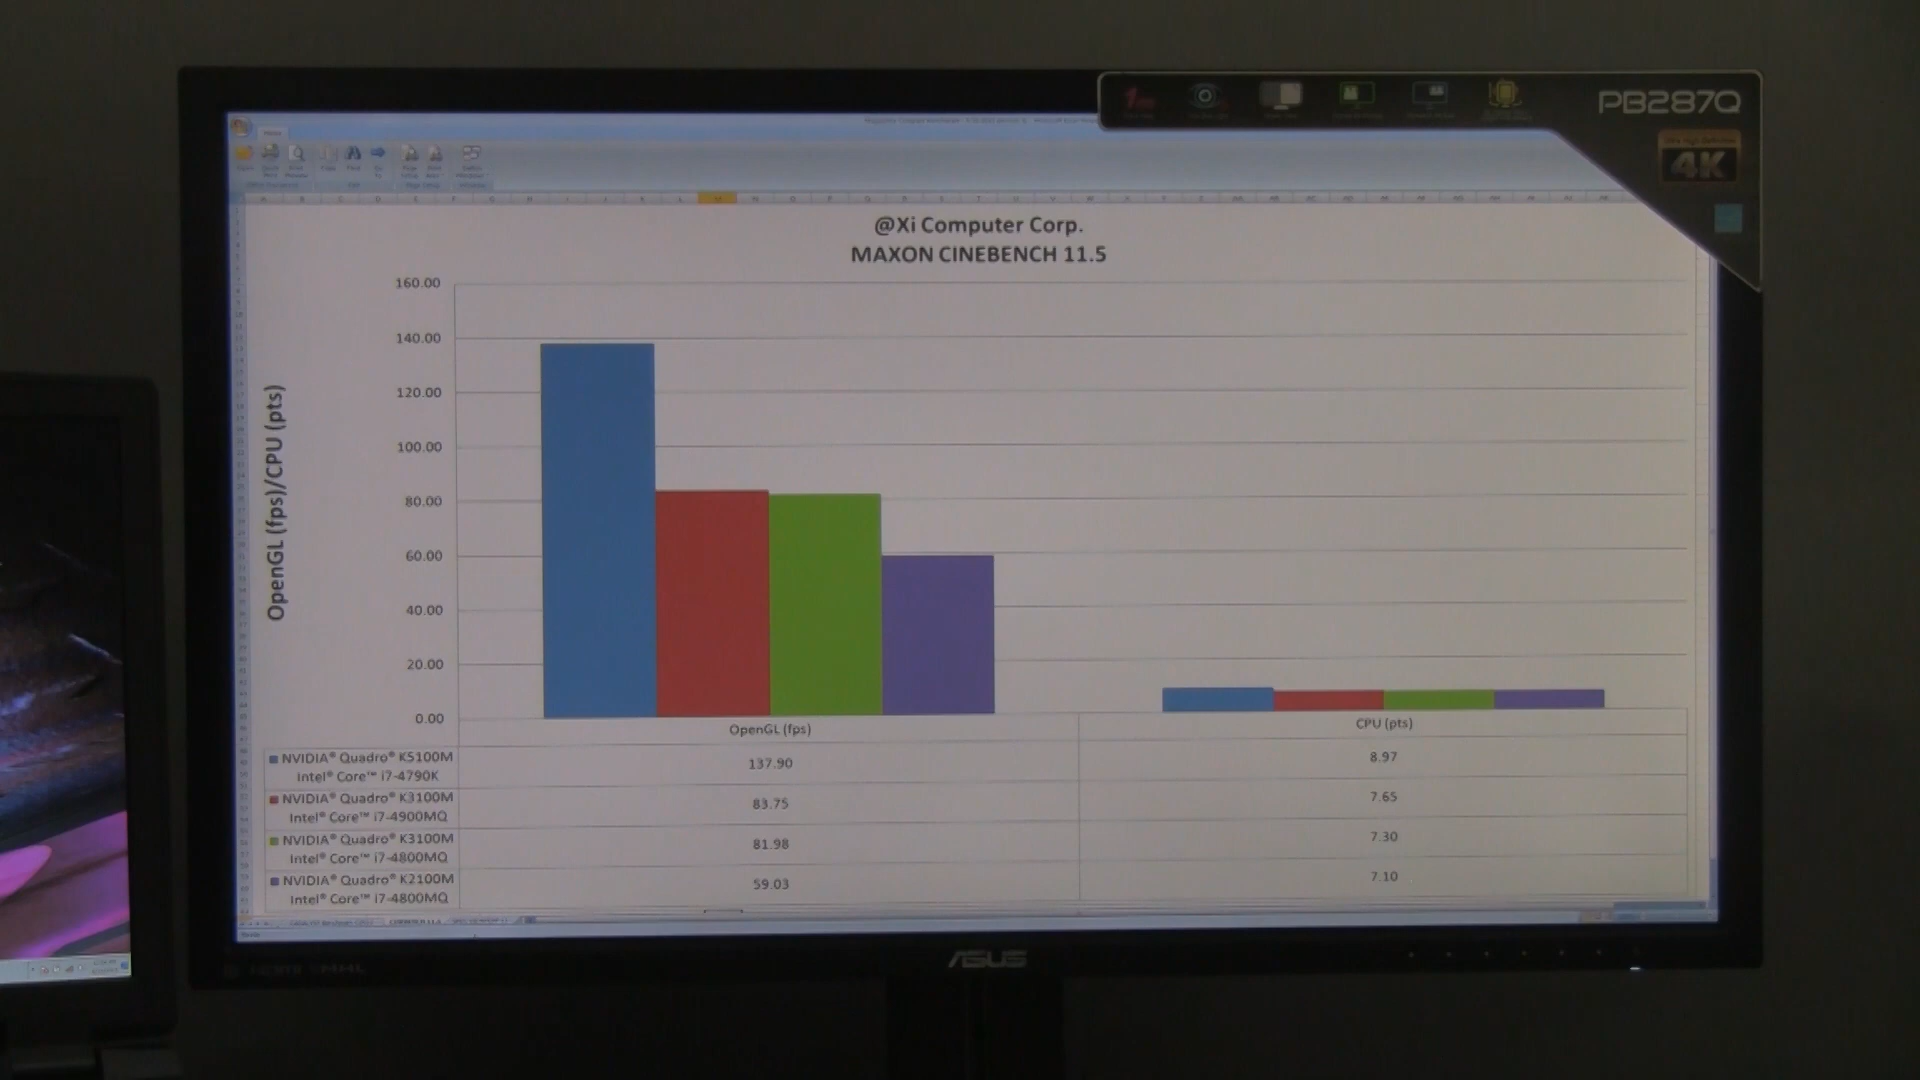 PB287Q
4K
@Xi Computer Corp.
MAXON CINEBENCH 11.5
OpenGL (fps)/CPU (pts)
160.00
140.00
120.00
100.00
80.00
60.00
40.00
20.00
0.00
OpenGL (fps)
CPU (pts)
NVIDIA® Quadro® K5100M
Intel® Core™ i7-4790K
137.90
8.97
NVIDIA® Quadro® K3100M
Intel® Core™ i7-4900MQ
83.75
7.65
NVIDIA® Quadro® K3100M
Intel® Core™ i7-4800MQ
81.98
7.30
NVIDIA® Quadro® K2100M
Intel® Core™ i7-4800MQ
59.03
7.10
ASUS